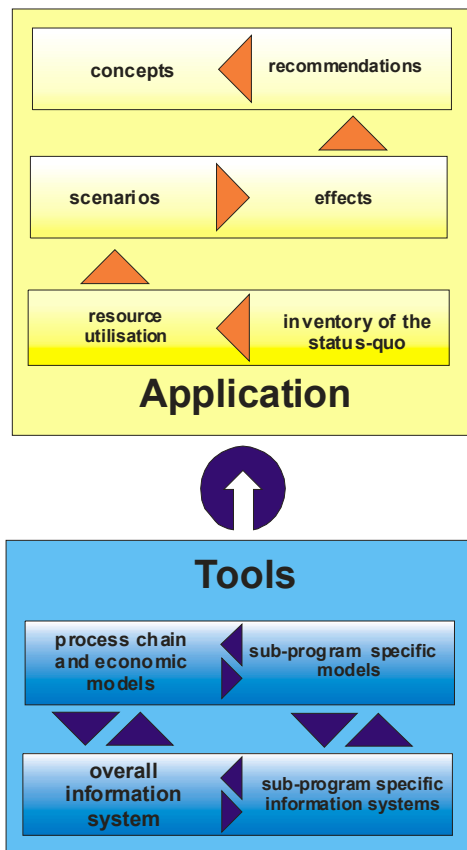 concepts
recommendations
scenarios
effects
resource
utilisation
inventory of the
status-quo
Application
Tools
process chain
and economic
models
sub-program specific
models
overall
information
system
sub-program specific
information systems